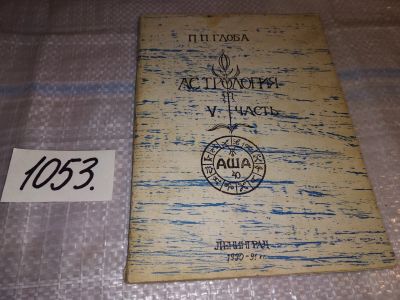 П П ГЛОБА
АСТРОЛОГИЯ
V ЧАСТЬ
АША
ЛЕНИНГРАД
1990-91 гг.
1053.